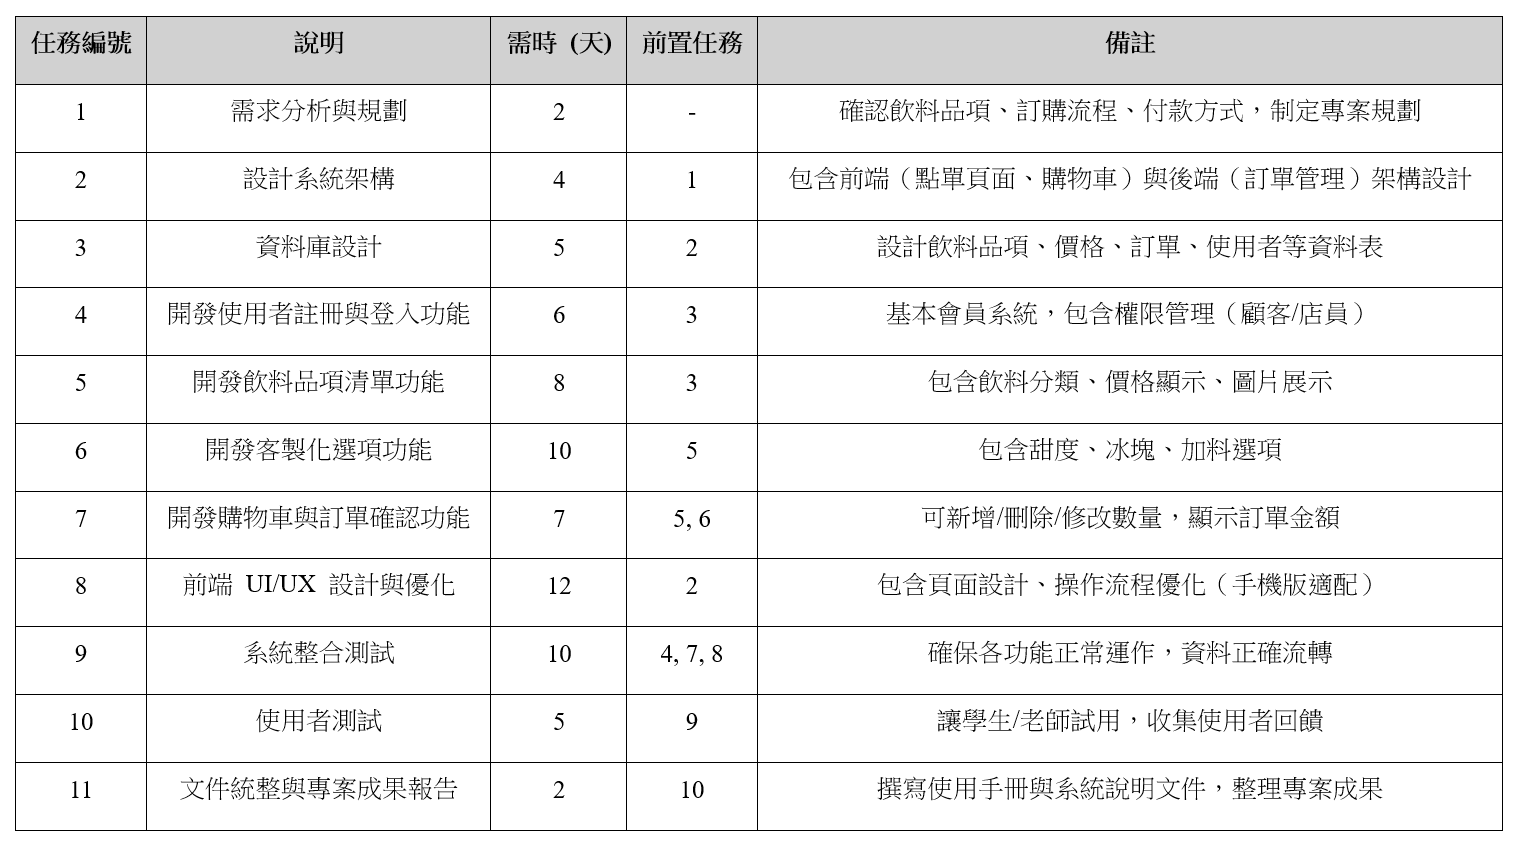 任務編號 說明 需時 (天) 前置任務 備註
1 需求分析與規劃 2 - 確認飲料品項、訂購流程、付款方式，制定專案規劃
2 設計系統架構 4 1 包含前端（點單頁面、購物車）與後端（訂單管理）架構設計
3 資料庫設計 5 2 設計飲料品項、價格、訂單、使用者等資料表
4 開發使用者註冊與登入功能 6 3 基本會員系統，包含權限管理（顧客/店員）
5 開發飲料品項清單功能 8 3 包含飲料分類、價格顯示、圖片展示
6 開發客製化選項功能 10 5 包含甜度、冰塊、加料選項
7 開發購物車與訂單確認功能 7 5, 6 可新增/刪除/修改數量，顯示訂單金額
8 前端 UI/UX 設計與優化 12 2 包含頁面設計、操作流程優化（手機版適配）
9 系統整合測試 10 4, 7, 8 確保各功能正常運作，資料正確流轉
10 使用者測試 5 9 讓學生/老師試用，收集使用者回饋
11 文件統整與專案成果報告 2 10 撰寫使用手冊與系統說明文件，整理專案成果